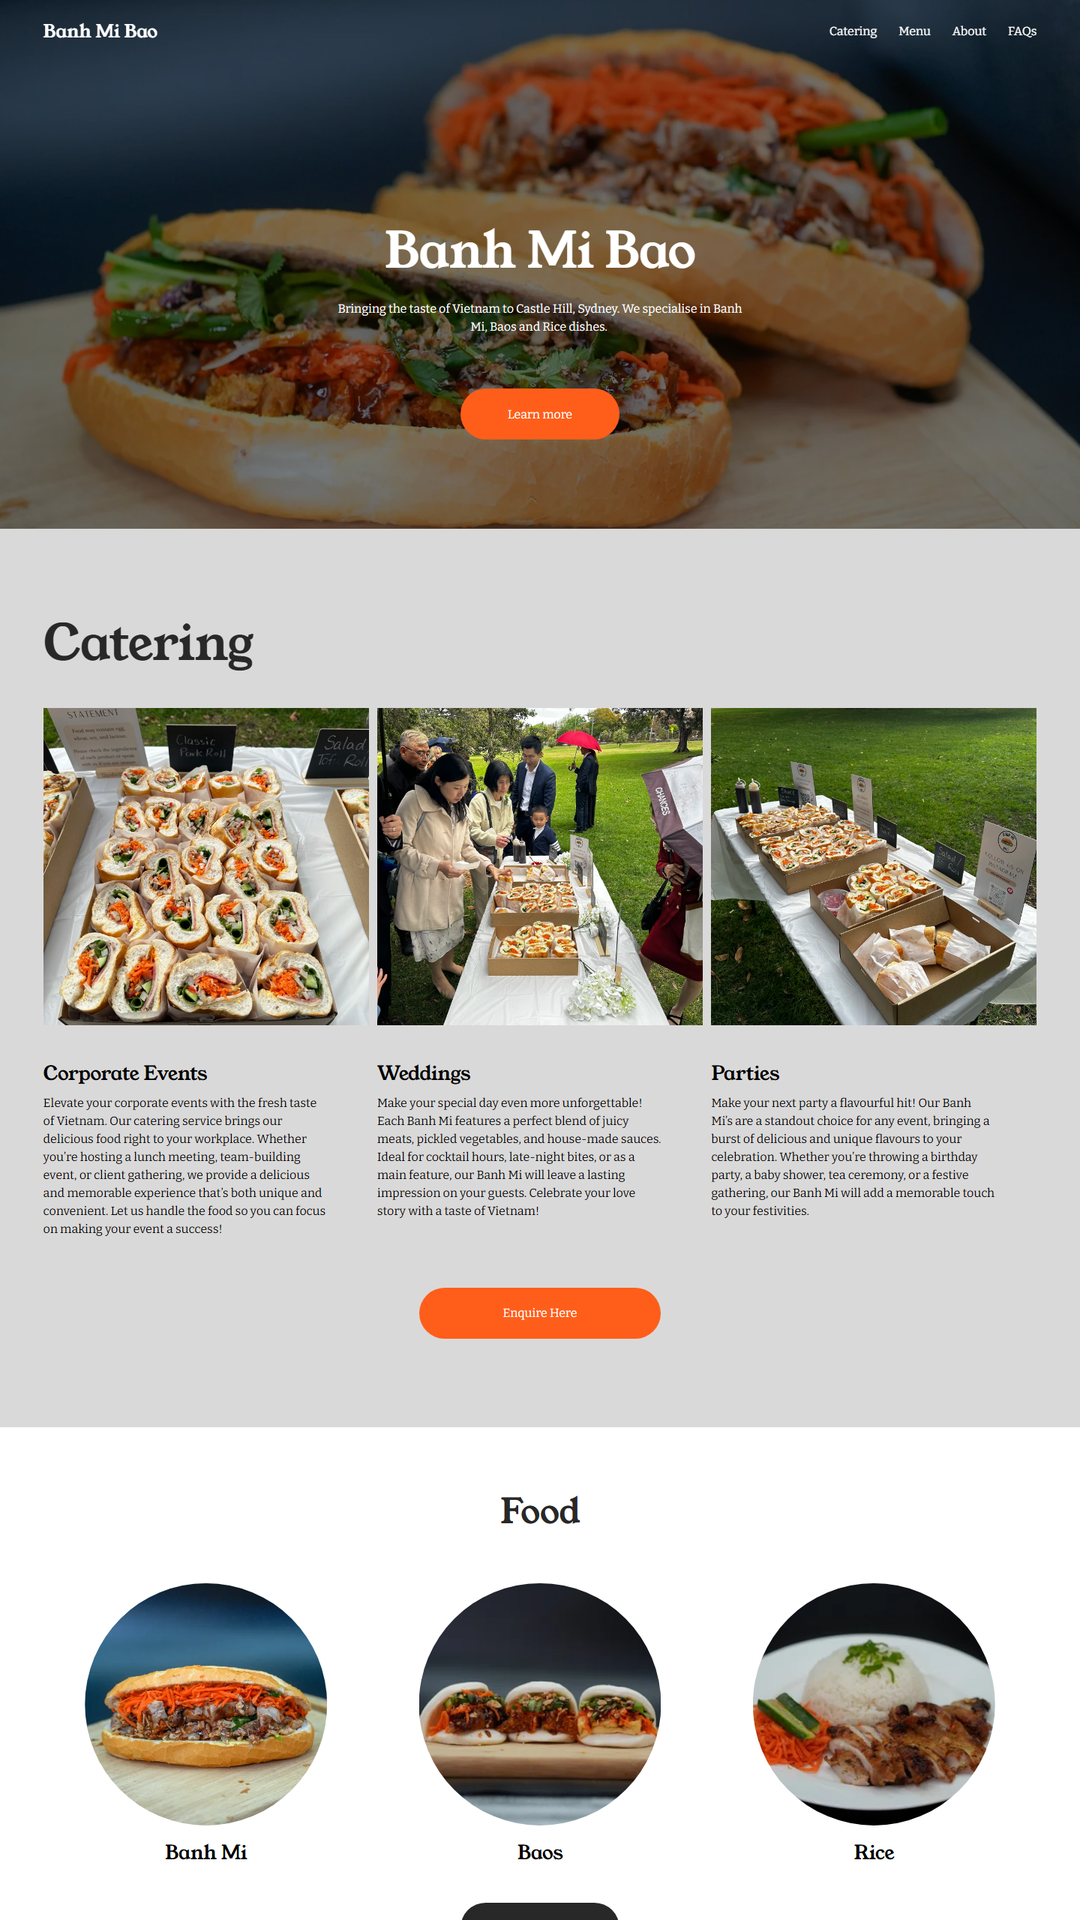 Banh Mi Bao
Catering
Menu
About
FAQs
Banh Mi Bao
Bringing the taste of Vietnam to Castle Hill, Sydney. We specialise in Banh
Mi, Baos and Rice dishes.
Learn more
Catering
STATEMENT
Classic
Pork Roll
Salad
CHANCES
Corporate Events
Elevate your corporate events with the fresh taste
of Vietnam. Our catering service brings our
delicious food right to your workplace. Whether
you're hosting a lunch meeting, team-building
event, or client gathering, we provide a delicious
and memorable experience that's both unique and
convenient. Let us handle the food so you can focus
on making your event a success!
Weddings
Make your special day even more unforgettable!
Each Banh Mi features a perfect blend of juicy
meats, pickled vegetables, and house-made sauces.
Ideal for cocktail hours, late-night bites, or as a
main feature, our Banh Mi will leave a lasting
impression on your guests. Celebrate your love
story with a taste of Vietnam!
Parties
Make your next party a flavourful hit! Our Banh
Mi's are a standout choice for any event, bringing a
burst of delicious and unique flavours to your
celebration. Whether you're throwing a birthday
party, a baby shower, tea ceremony, or a festive
gathering, our Banh Mi will add a memorable touch
to your festivities.
Enquire Here
Food
Banh Mi
Baos
Rice